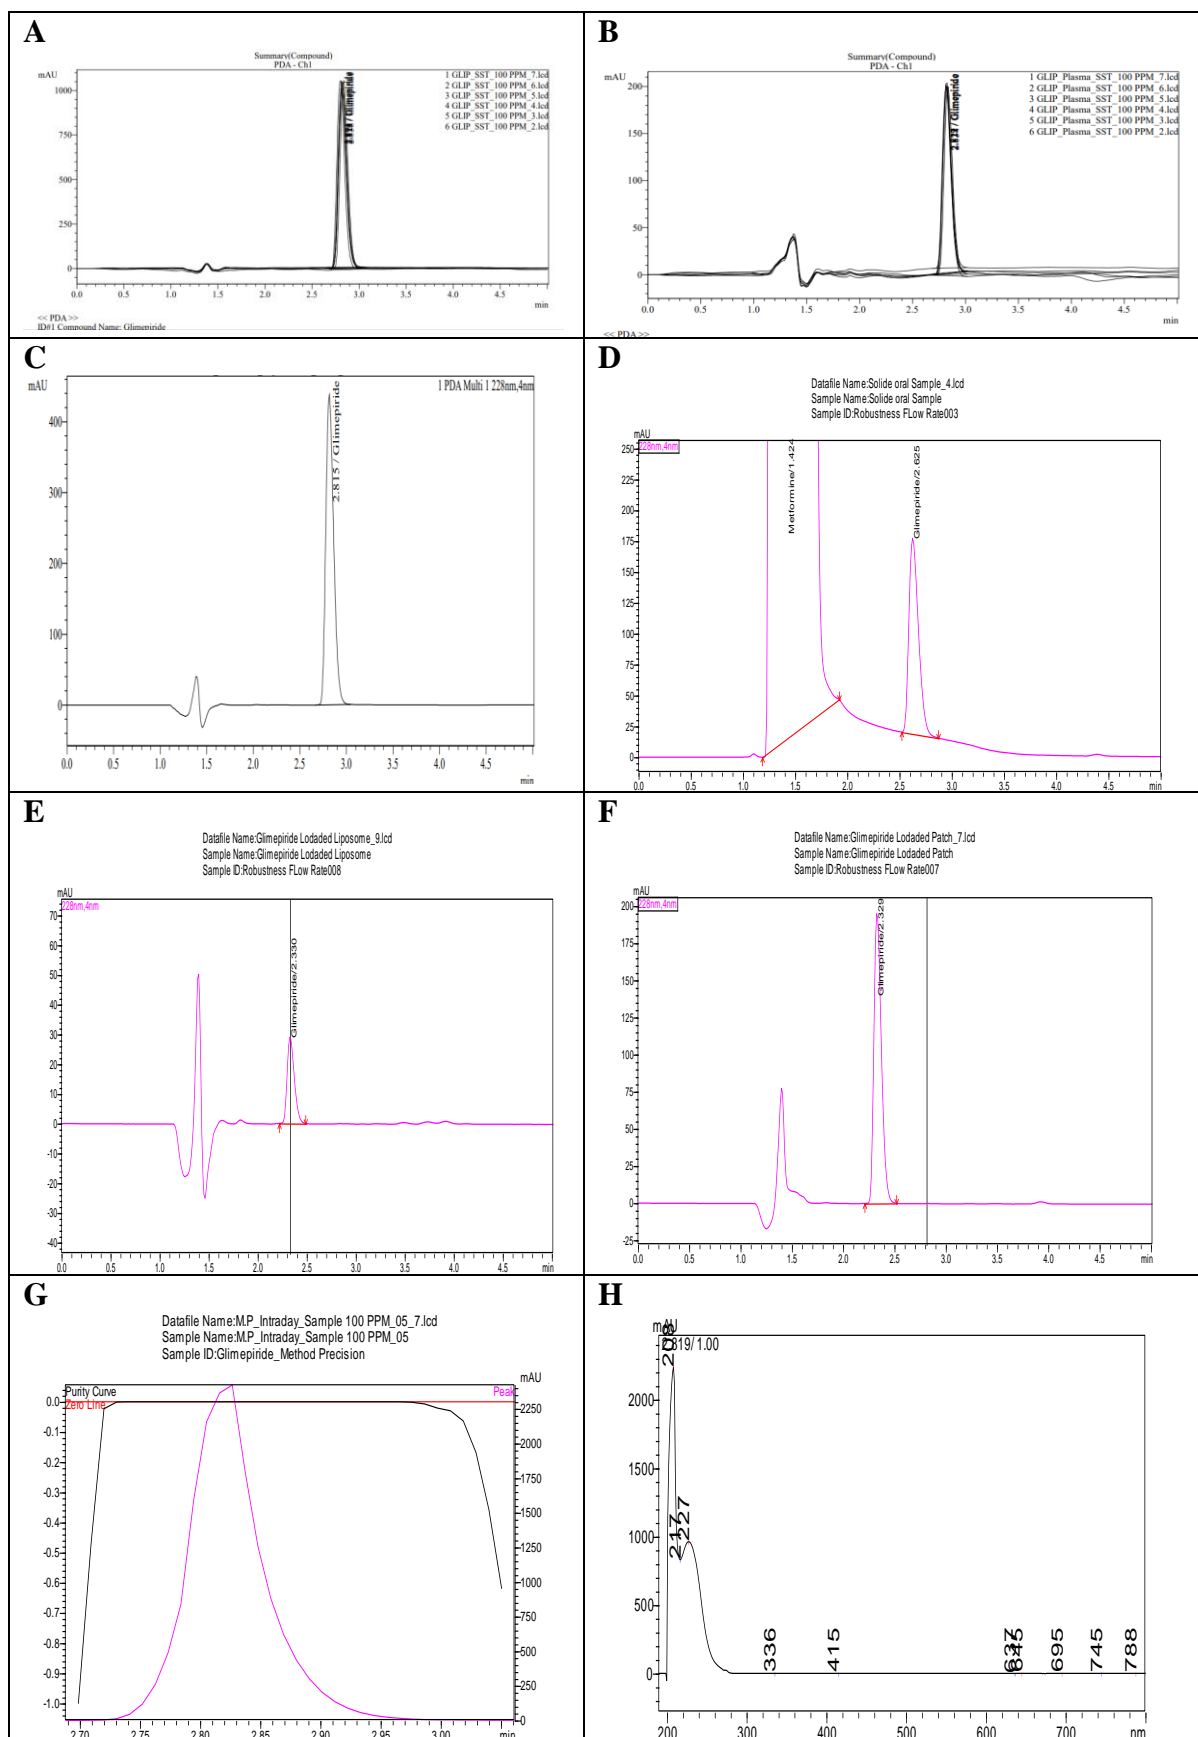 A
Summary(Compound)
PDA - Ch1
mAU
1 GLIP_SST_100 PPM_7.lcd
2 GLIP_SST_100 PPM_6.lcd
3 GLIP_SST_100 PPM_5.lcd
4 GLIP_SST_100 PPM_4.lcd
5 GLIP_SST_100 PPM_3.lcd
6 GLIP_SST_100 PPM_2.lcd
1000
750
500
250
0
Glimepiride
0.0 0.5 1.0 1.5 2.0 2.5 3.0 3.5 4.0 4.5
min
<< PDA >>
ID#1 Compound Name: Glimepiride
B
Summary(Compound)
PDA - Ch1
mAU
1 GLIP_Plasma_SST_100 PPM_7.lcd
2 GLIP_Plasma_SST_100 PPM_6.lcd
3 GLIP_Plasma_SST_100 PPM_5.lcd
4 GLIP_Plasma_SST_100 PPM_4.lcd
5 GLIP_Plasma_SST_100 PPM_3.lcd
6 GLIP_Plasma_SST_100 PPM_2.lcd
200
150
100
50
0
Glimepiride
0.0 0.5 1.0 1.5 2.0 2.5 3.0 3.5 4.0 4.5
min
<< PDA >>
C
mAU
1 PDA Multi 1 228nm,4nm
2.815 / Glimepiride
400
300
200
100
0
0.0 0.5 1.0 1.5 2.0 2.5 3.0 3.5 4.0 4.5
min
D
Datafile Name:Solide oral Sample_4.lcd
Sample Name:Solide oral Sample
Sample ID:Robustness FLow Rate003
mAU
228nm,4nm
Metformine/1.424
Glimepiride/2.625
250
225
200
175
150
125
100
75
50
25
0
0.0 0.5 1.0 1.5 2.0 2.5 3.0 3.5 4.0 4.5 min
E
Datafile Name:Glimepiride Lodaded Liposome_9.lcd
Sample Name:Glimepiride Lodaded Liposome
Sample ID:Robustness FLow Rate008
mAU
228nm,4nm
Glimepiride/2.330
70
60
50
40
30
20
10
0
-10
-20
-30
-40
0.0 0.5 1.0 1.5 2.0 2.5 3.0 3.5 4.0 4.5 min
F
Datafile Name:Glimepiride Lodaded Patch_7.lcd
Sample Name:Glimepiride Lodaded Patch
Sample ID:Robustness FLow Rate007
mAU
228nm,4nm
Glimepiride/2.329
200
175
150
125
100
75
50
25
0
-25
0.0 0.5 1.0 1.5 2.0 2.5 3.0 3.5 4.0 4.5 min
G
Datafile Name:M.P_Intraday_Sample 100 PPM_05_7.lcd
Sample Name:M.P_Intraday_Sample 100 PPM_05
Sample ID:Glimepiride_Method Precision
mAU
Purity Curve
Peak
Zero Line
0.0
-0.1
-0.2
-0.3
-0.4
-0.5
-0.6
-0.7
-0.8
-0.9
-1.0
2250
2000
1750
1500
1250
1000
750
500
250
0
2.70 2.75 2.80 2.85 2.90 2.95 3.00 min
H
mAU
2.819/ 1.00
208
217
227
336
415
637
645
695
745
788
2000
1500
1000
500
0
200 300 400 500 600 700 nm